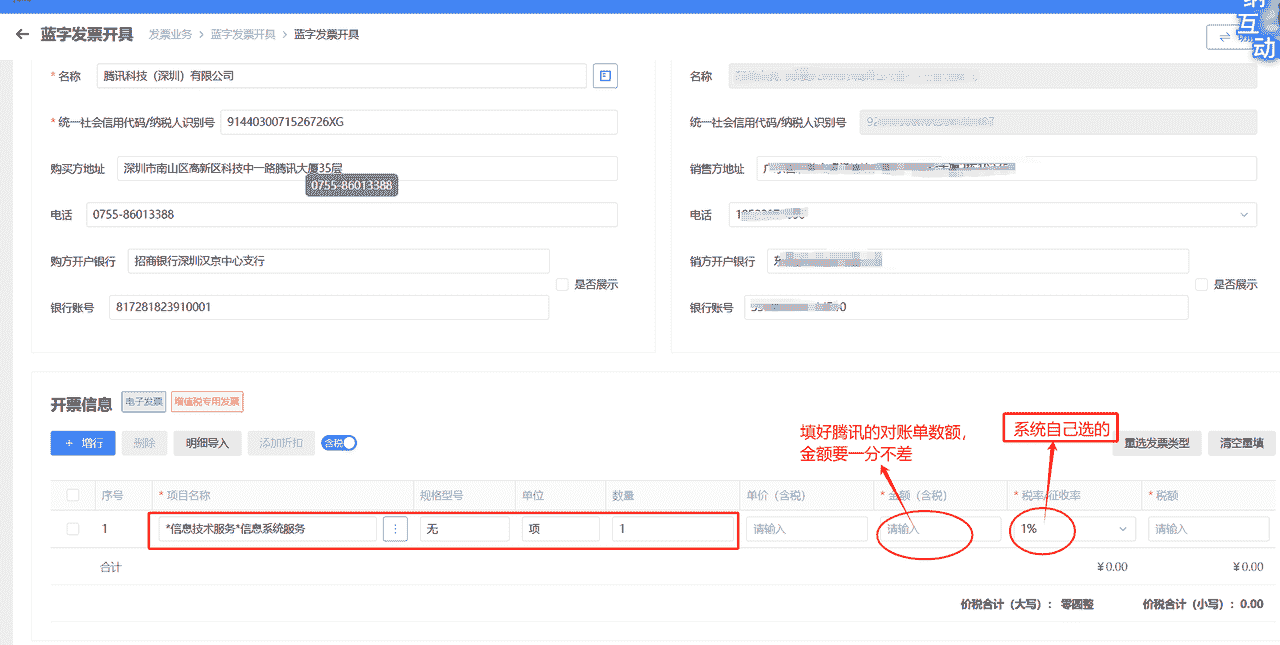 蓝字发票开具 发票业务 > 蓝字发票开具 > 蓝字发票开具
互
动
* 名称 腾讯科技（深圳）有限公司
名称
* 统一社会信用代码/纳税人识别号 9144030071526726XG
统一社会信用代码/纳税人识别号
购买方地址 深圳市南山区高新区科技中一路腾讯大厦35层
销售方地址
0755-86013388
电话 0755-86013388
电话
购方开户银行 招商银行深圳汉京中心支行
是否展示
销方开户银行
是否展示
银行账号 817281823910001
银行账号
开票信息 电子发票 增值税专用发票
+ 增行 删除 明细导入 添加折扣 含税
填好腾讯的对账单数额，
金额要一分不差
系统自己选的
重选发票类型 清空重填
序号 * 项目名称 规格型号 单位 数量 单价（含税） * 金额（含税） * 税率/征收率 * 税额
1 *信息技术服务*信息系统服务 无 项 1 请输入 请输入 1% 请输入
合计 ¥0.00 ¥0.00
价税合计（大写）： 零圆整 价税合计（小写）: 0.00